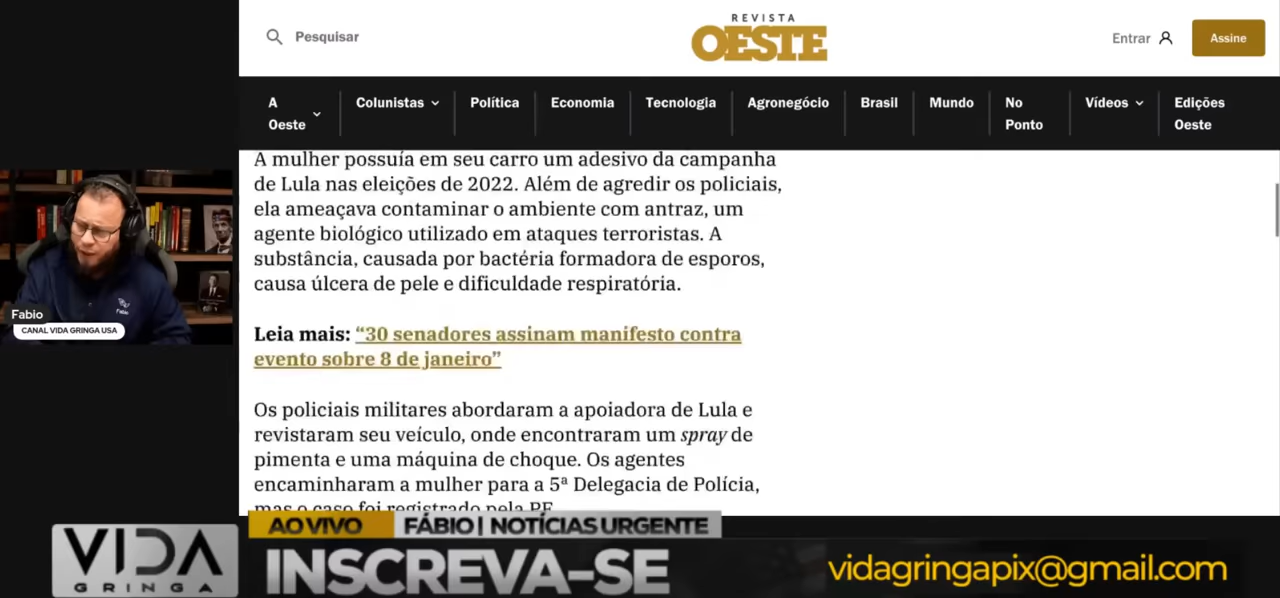 Pesquisar
REVISTA
OESTE
Entrar
Assine
A
Oeste
Colunistas
Política
Economia
Tecnologia
Agronegócio
Brasil
Mundo
No
Ponto
Vídeos
Edições
Oeste
A mulher possuía em seu carro um adesivo da campanha
de Lula nas eleições de 2022. Além de agredir os policiais,
ela ameaçava contaminar o ambiente com antraz, um
agente biológico utilizado em ataques terroristas. A
substância, causada por bactéria formadora de esporos,
causa úlcera de pele e dificuldade respiratória.
Leia mais: “30 senadores assinam manifesto contra
evento sobre 8 de janeiro”
Os policiais militares abordaram a apoiadora de Lula e
revistaram seu veículo, onde encontraram um spray de
pimenta e uma máquina de choque. Os agentes
encaminharam a mulher para a 5ª Delegacia de Polícia,
mas o caso foi registrado pela PF.
Fabio
CANAL VIDA GRINGA USA
AO VIVO
FÁBIO | NOTÍCIAS URGENTE
VIDA
GRINGA
INSCREVA-SE
vidagringapix@gmail.com